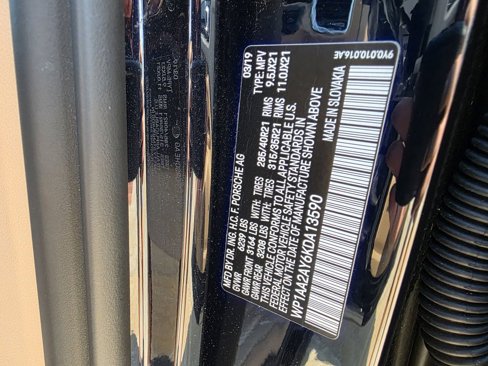 MFD BY DR. ING. H.C. F. PORSCHE AG
03/19
GVWR 6239 LBS
TYPE: MPV
GAWR FRONT 3164 LBS WITH TIRES 285/40R21 RIMS 9.5JX21
GAWR REAR 3208 LBS WITH TIRES 315/35R21 RIMS 11.0JX21
THIS VEHICLE CONFORMS TO ALL APPLICABLE U.S.
FEDERAL MOTOR VEHICLE SAFETY STANDARDS IN
EFFECT ON THE DATE OF MANUFACTURE SHOWN ABOVE
WP1AA2AY6KDA13590
MADE IN SLOVAKIA
9Y0.010.016.AE